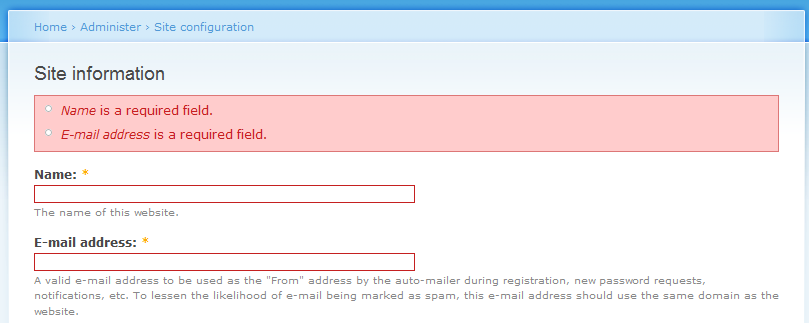 Home › Administer › Site configuration
Site information
Name is a required field.
E-mail address is a required field.
Name: *
The name of this website.
E-mail address: *
A valid e-mail address to be used as the "From" address by the auto-mailer during registration, new password requests,
notifications, etc. To lessen the likelihood of e-mail being marked as spam, this e-mail address should use the same domain as the
website.